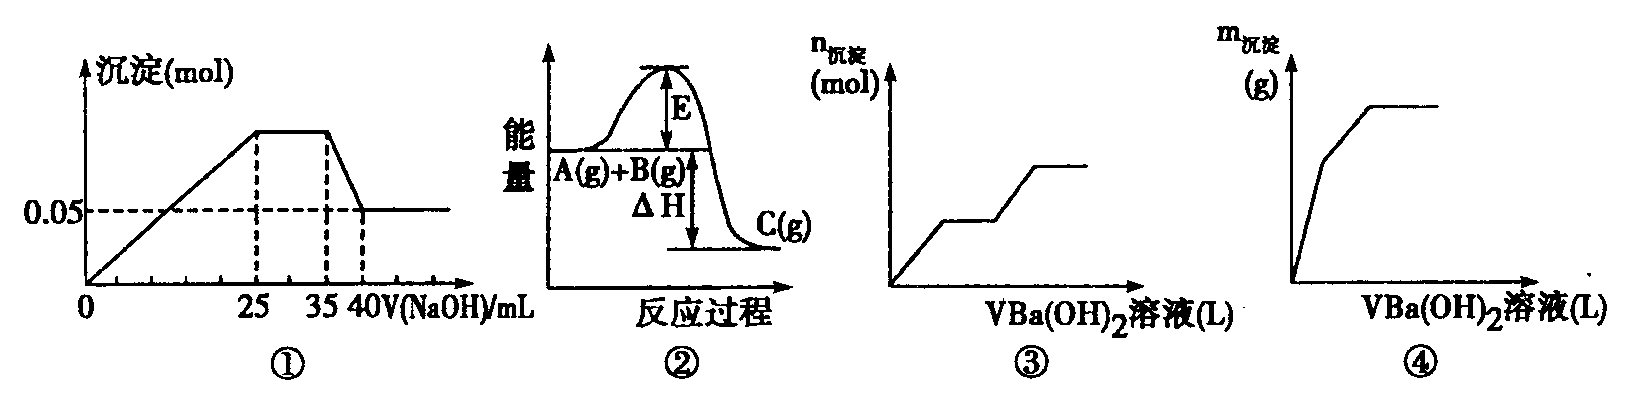 沉淀(mol)
0.05
0 25 35 40V(NaOH)/mL
①
能量
E
A(g)+B(g)
ΔH
C(g)
反应过程
②
n沉淀
(mol)
VBa(OH)₂溶液(L)
③
m沉淀
(g)
VBa(OH)₂溶液(L)
④